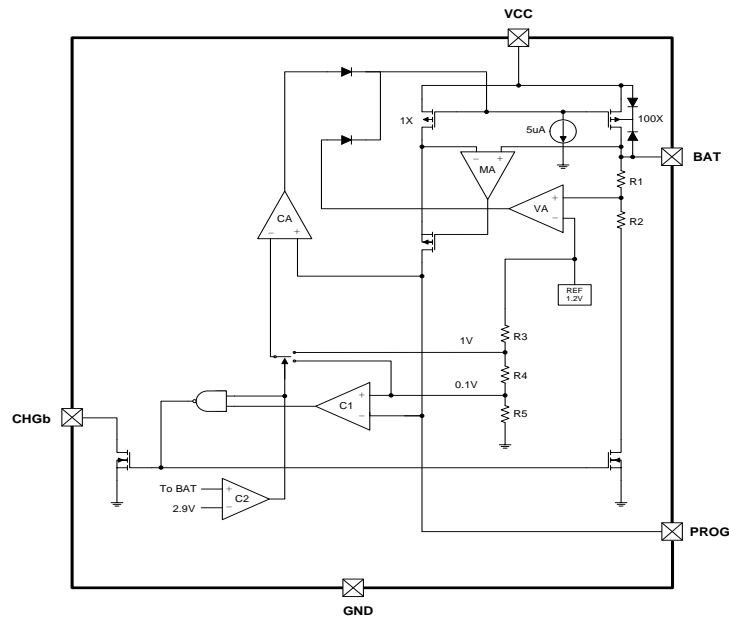 VCC
1X
5uA
100X
BAT
MA
R1
CA
VA
R2
REF
1.2V
R3
1V
R4
0.1V
C1
R5
CHGb
To BAT
C2
2.9V
PROG
GND
+
−
+
−
+
−
+
−
+
−